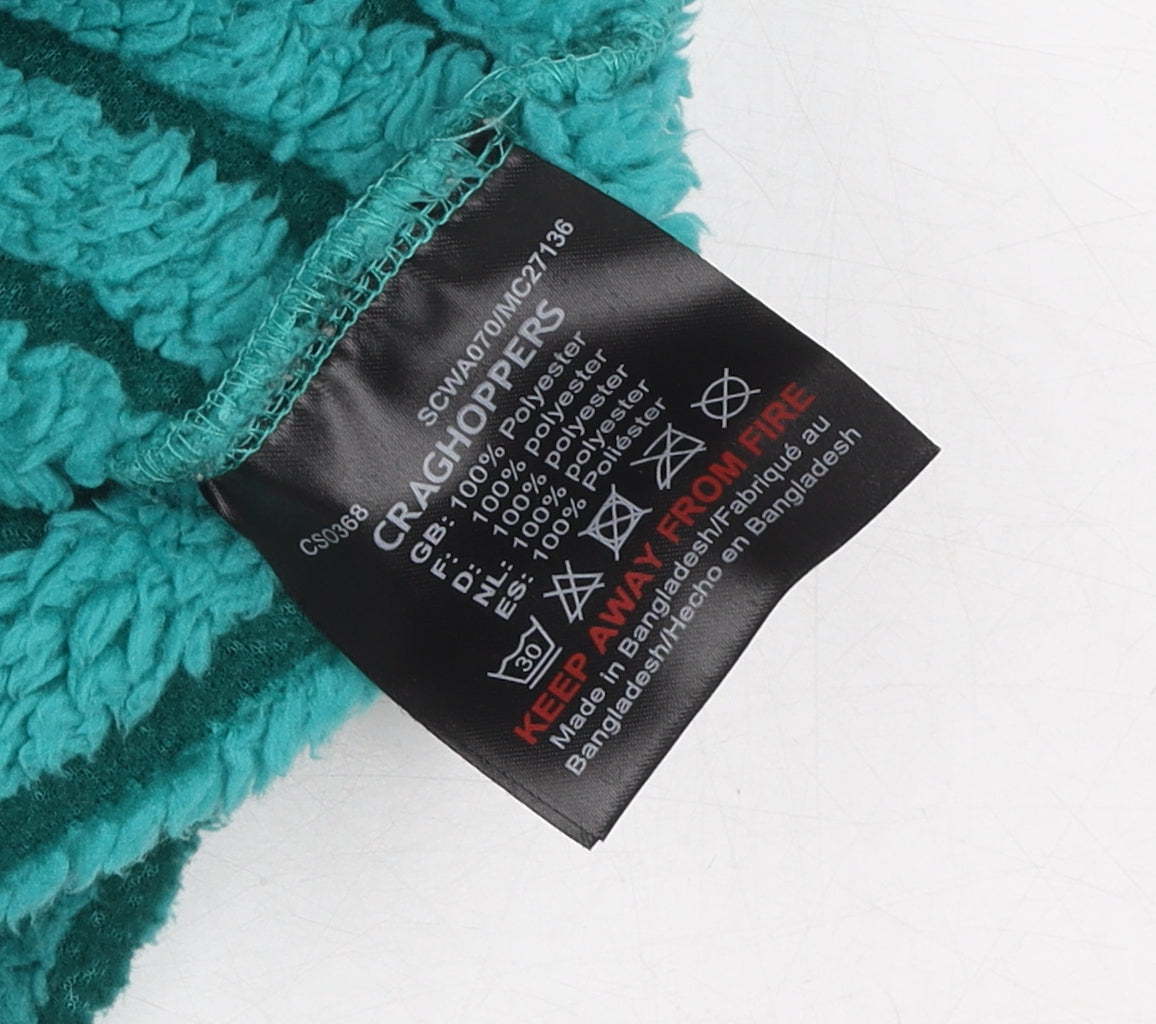 SCWA070/MC27136
CSO368
CRAGHOPPERS
GB: 100% Polyester
F: 100% polyester
D: 100% polyester
NL: 100% polyester
ES: 100% Poliéster
30
KEEP AWAY FROM FIRE
Made in Bangladesh/Fabriqué au
Bangladesh/Hecho en Bangladesh